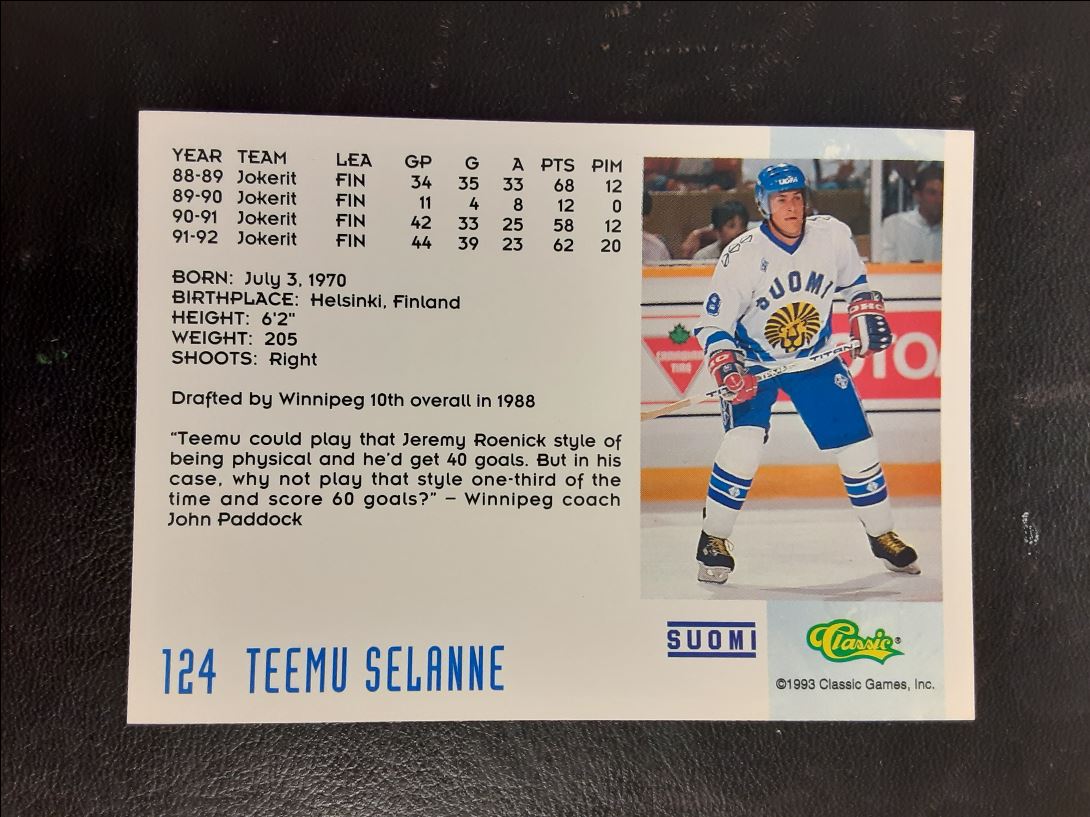 YEAR TEAM LEA GP G A PTS PIM
88-89 Jokerit FIN 34 35 33 68 12
89-90 Jokerit FIN 11 4 8 12 0
90-91 Jokerit FIN 42 33 25 58 12
91-92 Jokerit FIN 44 39 23 62 20
BORN: July 3, 1970
BIRTHPLACE: Helsinki, Finland
HEIGHT: 6'2"
WEIGHT: 205
SHOOTS: Right
Drafted by Winnipeg 10th overall in 1988
“Teemu could play that Jeremy Roenick style of
being physical and he'd get 40 goals. But in his
case, why not play that style one-third of the
time and score 60 goals?” – Winnipeg coach
John Paddock
SUOMI
8
TITAN
CANADIAN
TIRE
SUOMI
Classic®
©1993 Classic Games, Inc.
124 TEEMU SELANNE